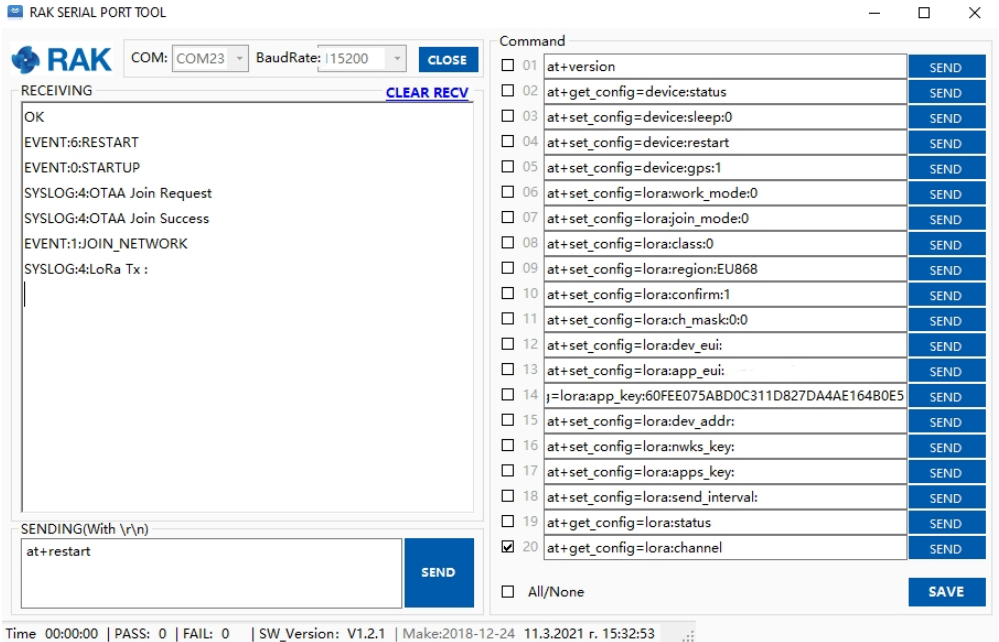 RAK SERIAL PORT TOOL
RAK
COM: COM23 BaudRate: 115200 CLOSE
RECEIVING CLEAR RECV
OK
EVENT:6:RESTART
EVENT:0:STARTUP
SYSLOG:4:OTAA Join Request
SYSLOG:4:OTAA Join Success
EVENT:1:JOIN_NETWORK
SYSLOG:4:LoRa Tx :
SENDING(With \r\n)
at+restart
SEND
Command
01 at+version SEND
02 at+get_config=device:status SEND
03 at+set_config=device:sleep:0 SEND
04 at+set_config=device:restart SEND
05 at+set_config=device:gps:1 SEND
06 at+set_config=lora:work_mode:0 SEND
07 at+set_config=lora:join_mode:0 SEND
08 at+set_config=lora:class:0 SEND
09 at+set_config=lora:region:EU868 SEND
10 at+set_config=lora:confirm:1 SEND
11 at+set_config=lora:ch_mask:0:0 SEND
12 at+set_config=lora:dev_eui: SEND
13 at+set_config=lora:app_eui: SEND
14 =lora:app_key:60FEE075ABD0C311D827DA4AE164B0E5 SEND
15 at+set_config=lora:dev_addr: SEND
16 at+set_config=lora:nwks_key: SEND
17 at+set_config=lora:apps_key: SEND
18 at+set_config=lora:send_interval: SEND
19 at+get_config=lora:status SEND
20 at+get_config=lora:channel SEND
All/None SAVE
Time 00:00:00 | PASS: 0 | FAIL: 0 | SW_Version: V1.2.1 | Make:2018-12-24 11.3.2021 г. 15:32:53